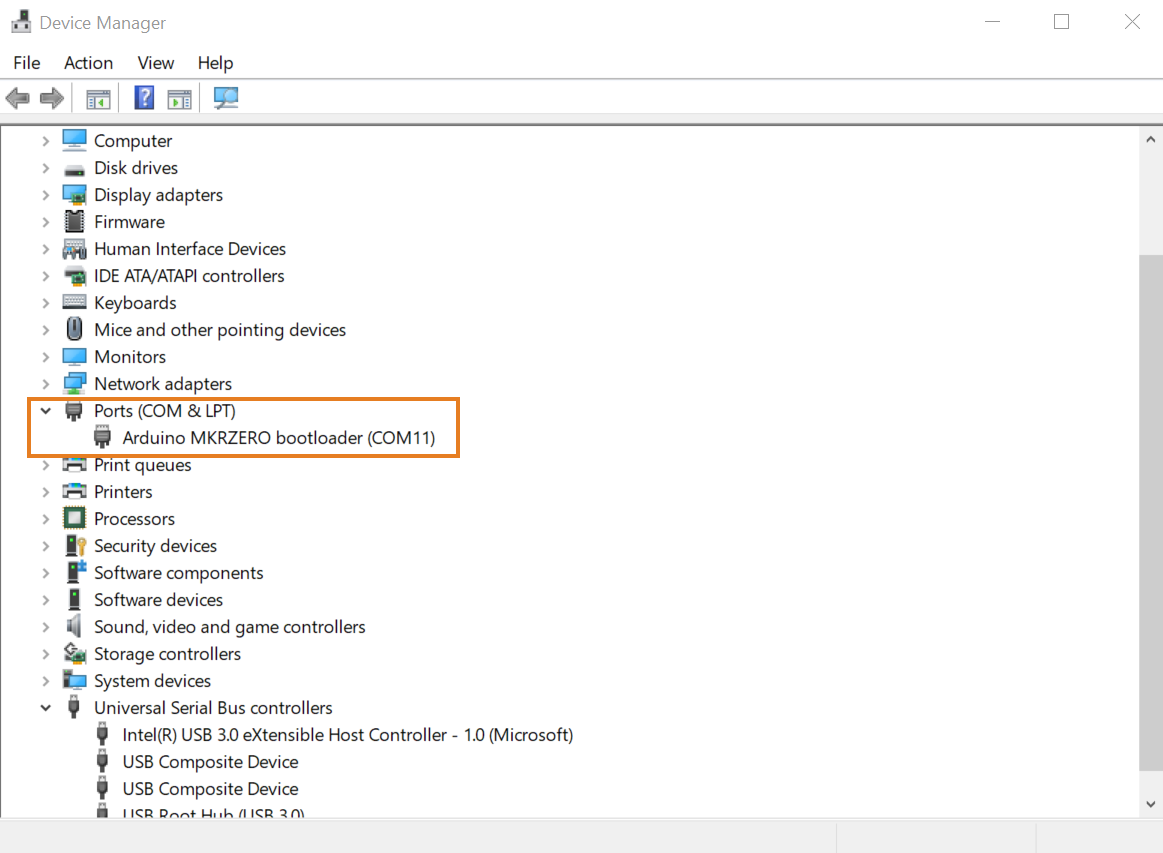 Device Manager
File Action View Help
Computer
Disk drives
Display adapters
Firmware
Human Interface Devices
IDE ATA/ATAPI controllers
Keyboards
Mice and other pointing devices
Monitors
Network adapters
Ports (COM & LPT)
Arduino MKRZERO bootloader (COM11)
Print queues
Printers
Processors
Security devices
Software components
Software devices
Sound, video and game controllers
Storage controllers
System devices
Universal Serial Bus controllers
Intel(R) USB 3.0 eXtensible Host Controller - 1.0 (Microsoft)
USB Composite Device
USB Composite Device
USB Root Hub (USB 3.0)